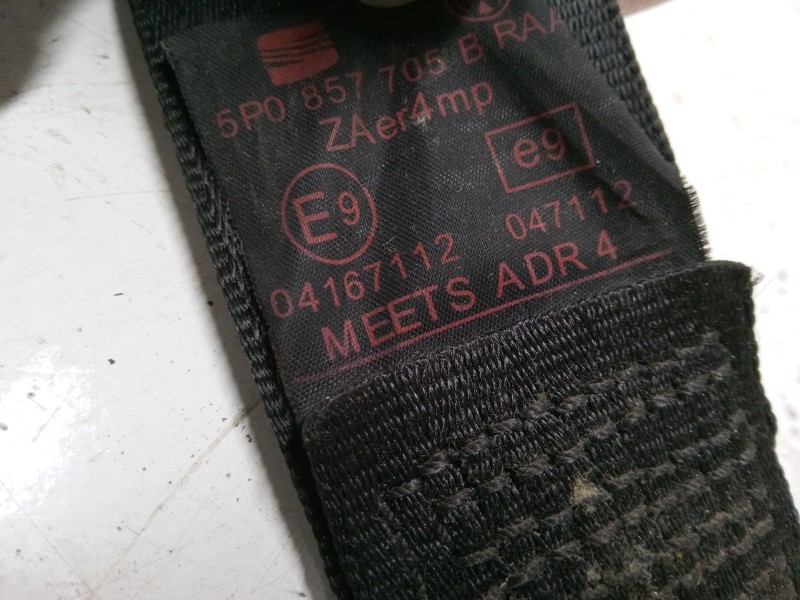 5P0 857 705 B RAA
ZAer4mp
E9 e9
04167112 047112
MEETS ADR 4